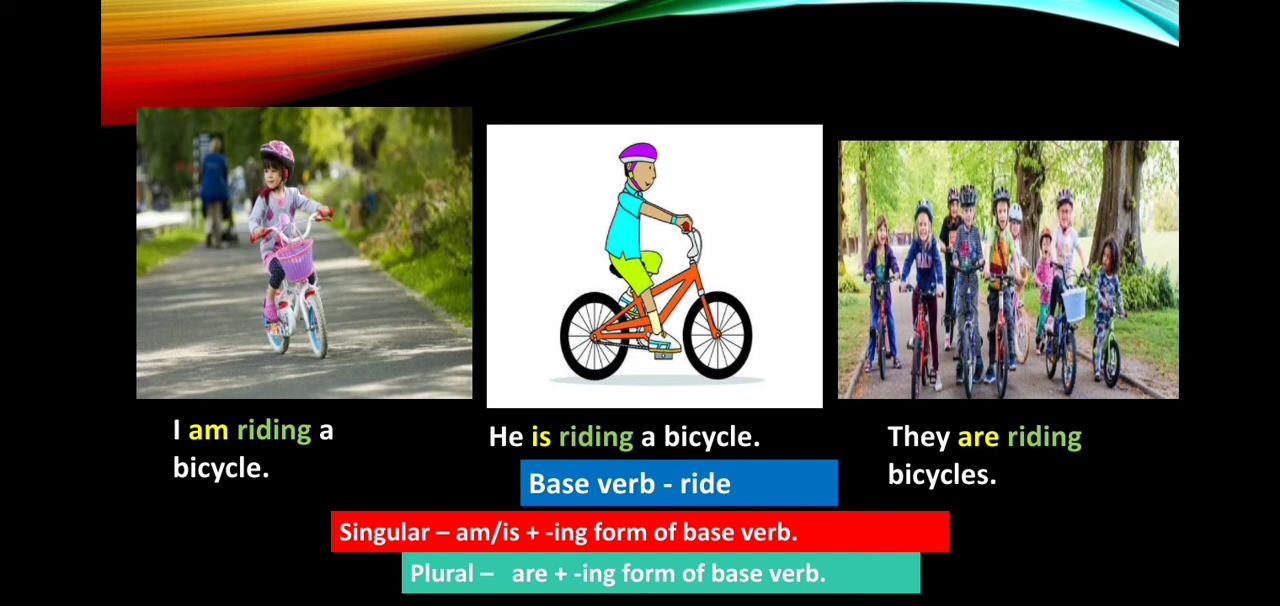 I am riding a
bicycle.
He is riding a bicycle.
They are riding
bicycles.
Base verb - ride
Singular – am/is + -ing form of base verb.
Plural –   are + -ing form of base verb.